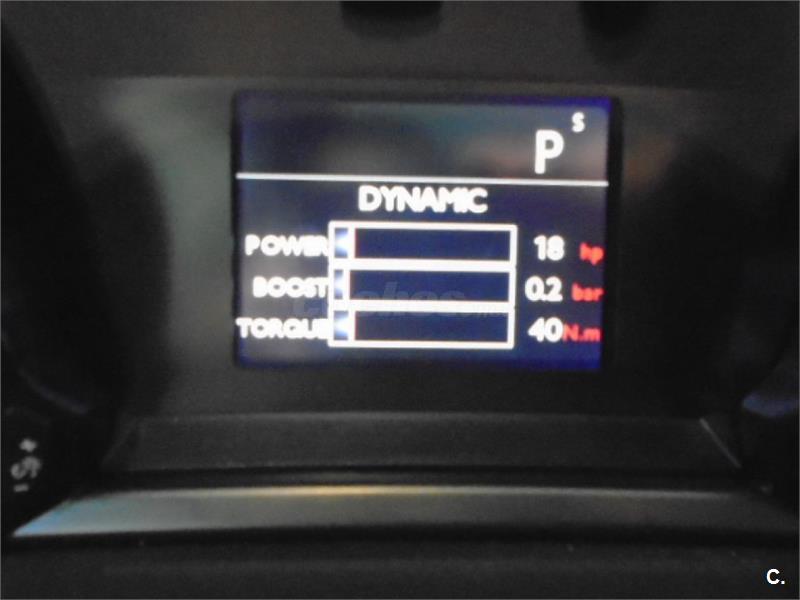 S
P
DYNAMIC
POWER 18 hp
BOOST 0.2 bar
TORQUE 40 N.m
C.